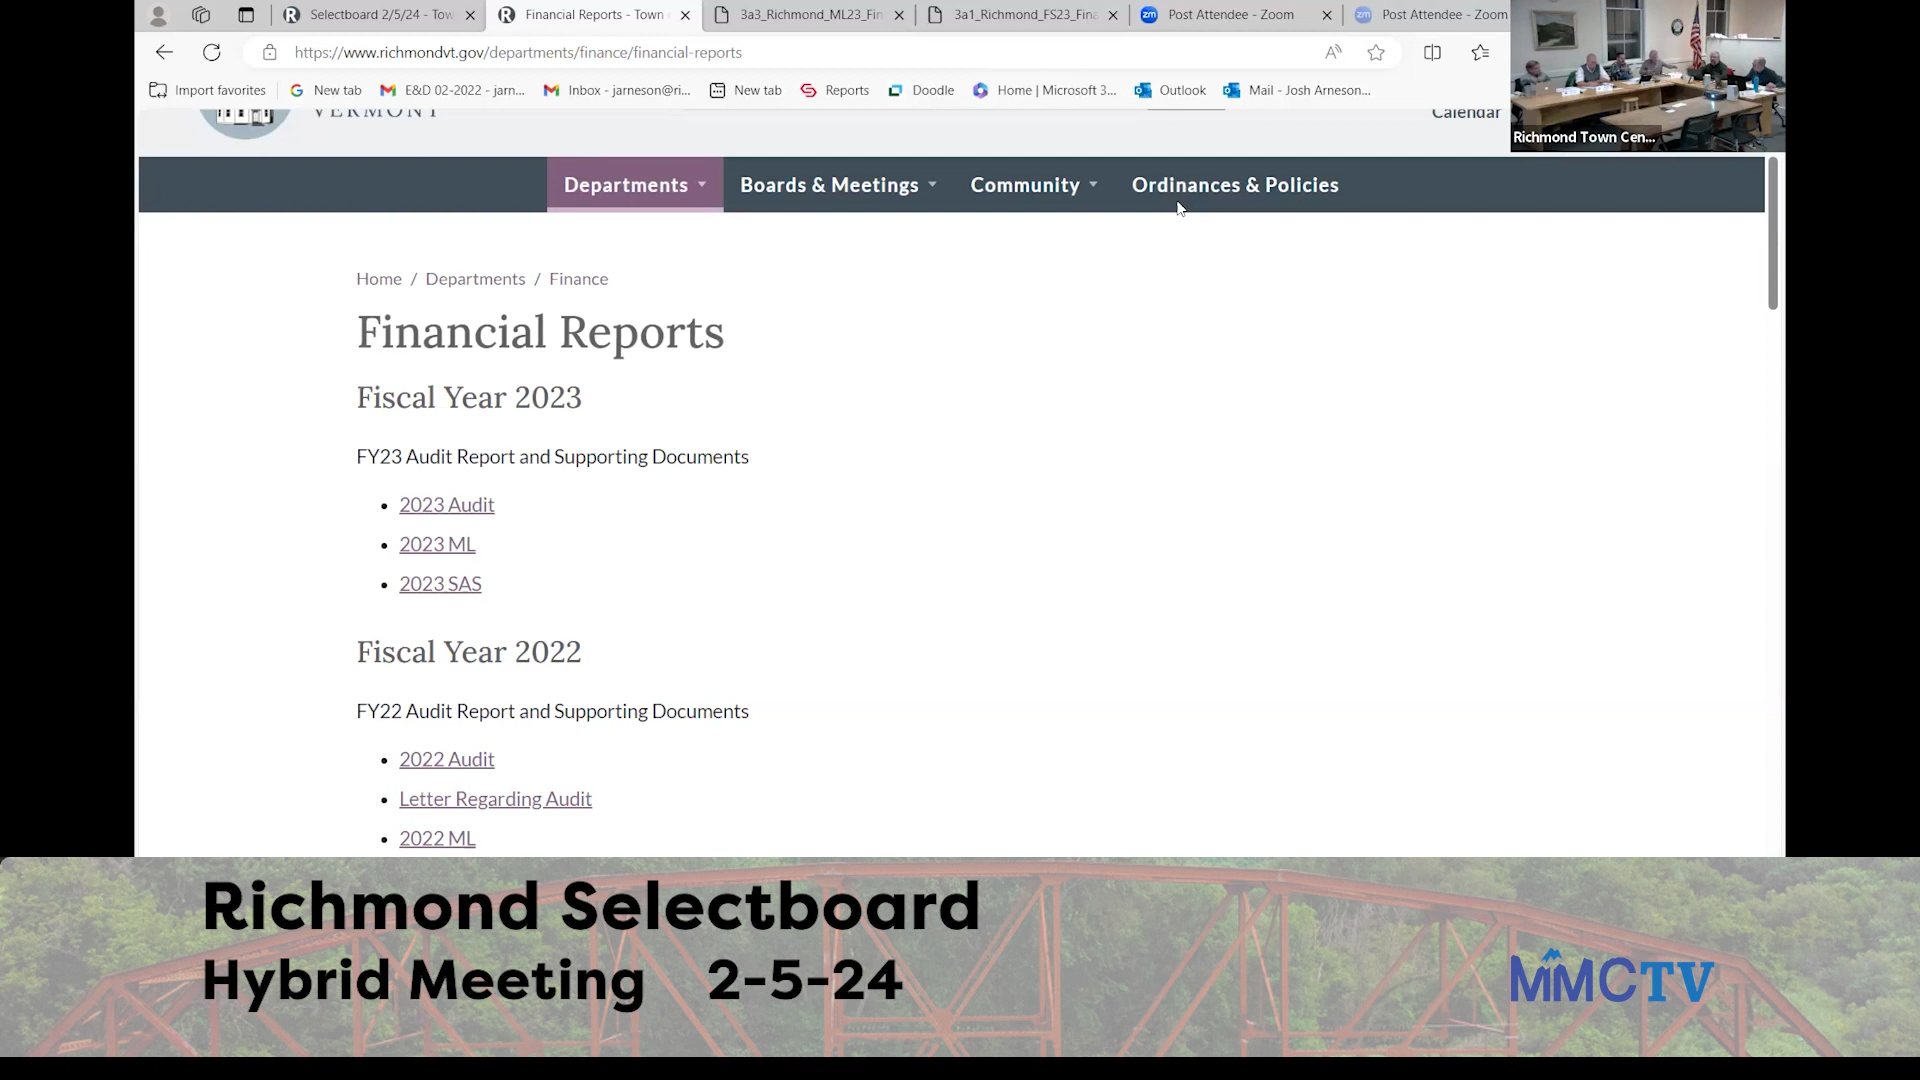 Selectboard 2/5/24 - Tow
Financial Reports - Town
3a3_Richmond_ML23_Fin
3a1_Richmond_FS23_Fina
Post Attendee - Zoom
Post Attendee - Zoom
https://www.richmondvt.gov/departments/finance/financial-reports
Import favorites
New tab
E&D 02-2022 - jarn...
Inbox - jarneson@ri...
New tab
Reports
Doodle
Home | Microsoft 3...
Outlook
Mail - Josh Arneson...
Richmond Town Cen...
VERMONT
Calendar
Departments
Boards & Meetings
Community
Ordinances & Policies
Home / Departments / Finance
Financial Reports
Fiscal Year 2023
FY23 Audit Report and Supporting Documents
2023 Audit
2023 ML
2023 SAS
Fiscal Year 2022
FY22 Audit Report and Supporting Documents
2022 Audit
Letter Regarding Audit
2022 ML
Richmond Selectboard
Hybrid Meeting 2-5-24
MMCTV